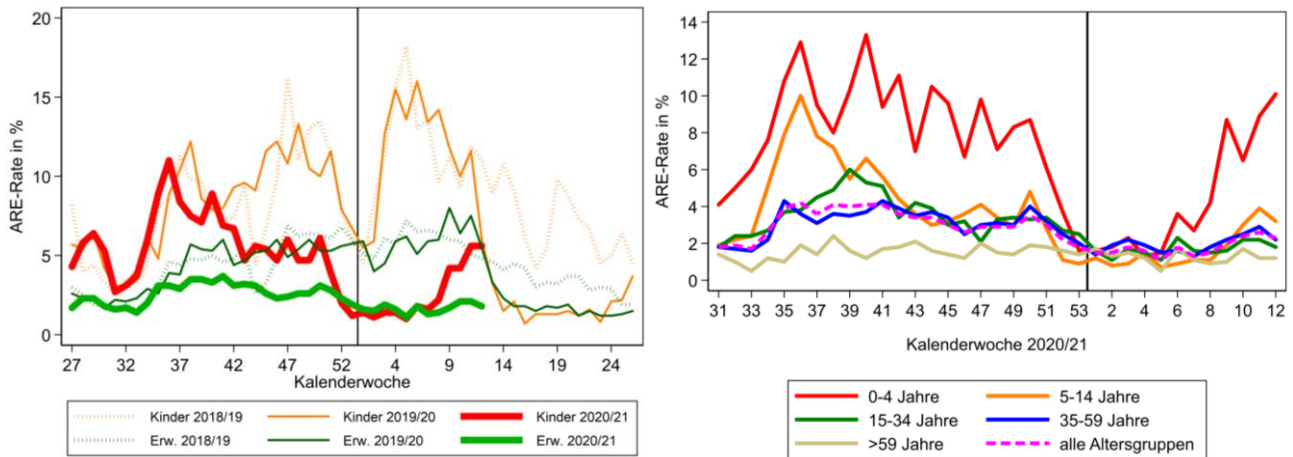 20
15
10
5
0
ARE-Rate in %
27 32 37 42 47 52 4 9 14 19 24
Kalenderwoche
Kinder 2018/19 Kinder 2019/20 Kinder 2020/21
Erw. 2018/19 Erw. 2019/20 Erw. 2020/21
14
12
10
8
6
4
2
0
ARE-Rate in %
31 33 35 37 39 41 43 45 47 49 51 53 2 4 6 8 10 12
Kalenderwoche 2020/21
0-4 Jahre 5-14 Jahre
15-34 Jahre 35-59 Jahre
>59 Jahre alle Altersgruppen